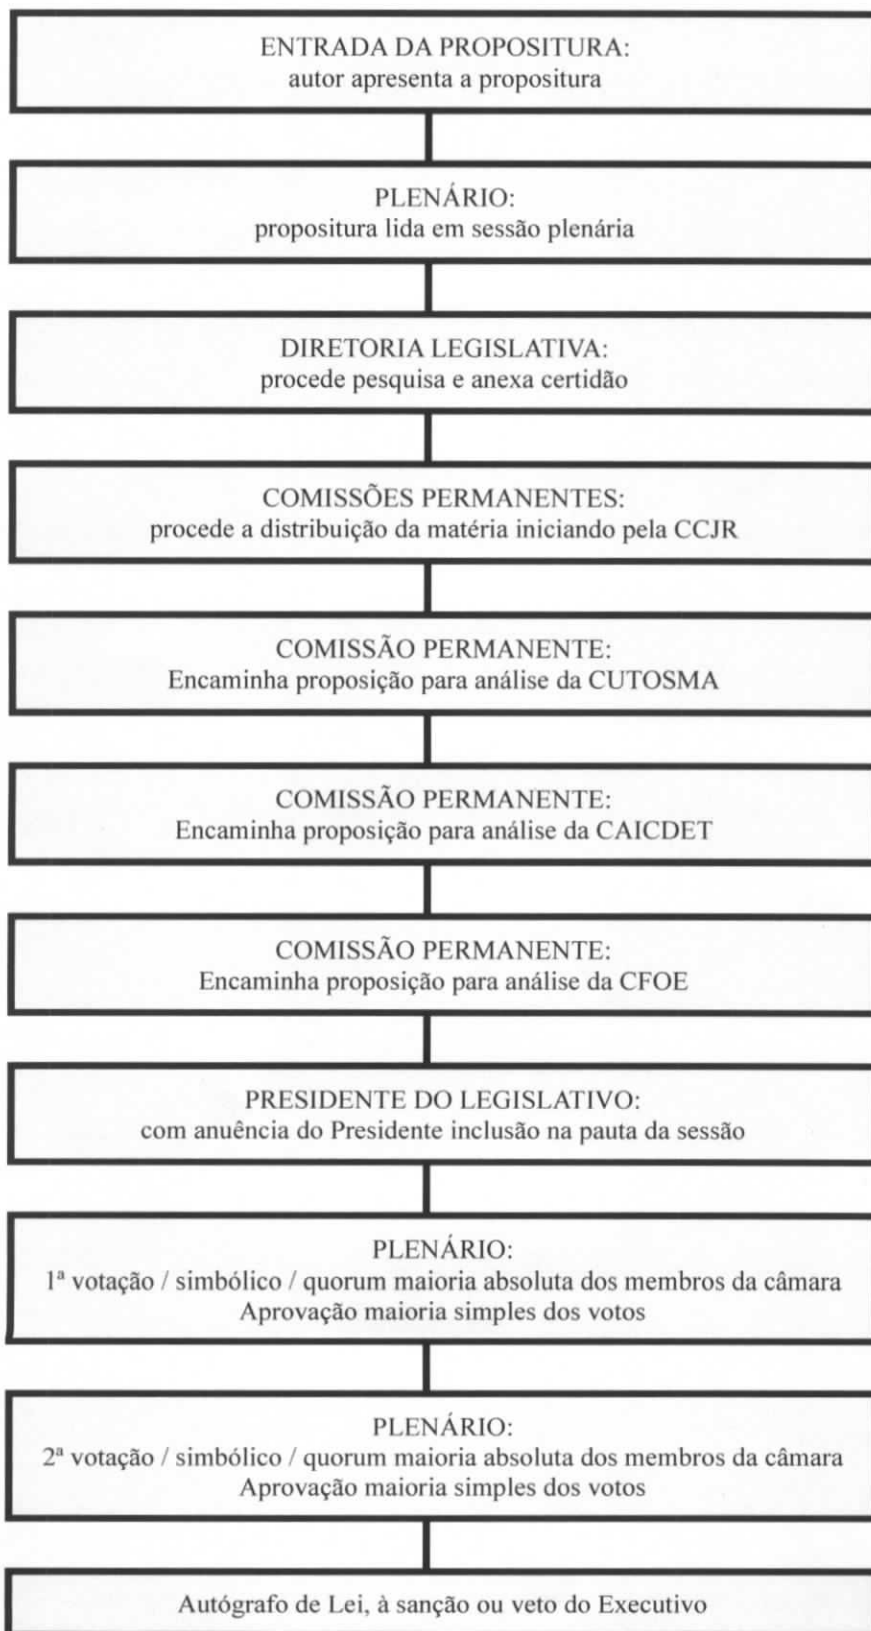 ENTRADA DA PROPOSITURA:
autor apresenta a propositura
PLENÁRIO:
propositura lida em sessão plenária
DIRETORIA LEGISLATIVA:
procede pesquisa e anexa certidão
COMISSÕES PERMANENTES:
procede a distribuição da matéria iniciando pela CCJR
COMISSÃO PERMANENTE:
Encaminha proposição para análise da CUTOSMA
COMISSÃO PERMANENTE:
Encaminha proposição para análise da CAICDET
COMISSÃO PERMANENTE:
Encaminha proposição para análise da CFOE
PRESIDENTE DO LEGISLATIVO:
com anuência do Presidente inclusão na pauta da sessão
PLENÁRIO:
1ª votação / simbólico / quorum maioria absoluta dos membros da câmara
Aprovação maioria simples dos votos
PLENÁRIO:
2ª votação / simbólico / quorum maioria absoluta dos membros da câmara
Aprovação maioria simples dos votos
Autógrafo de Lei, à sanção ou veto do Executivo